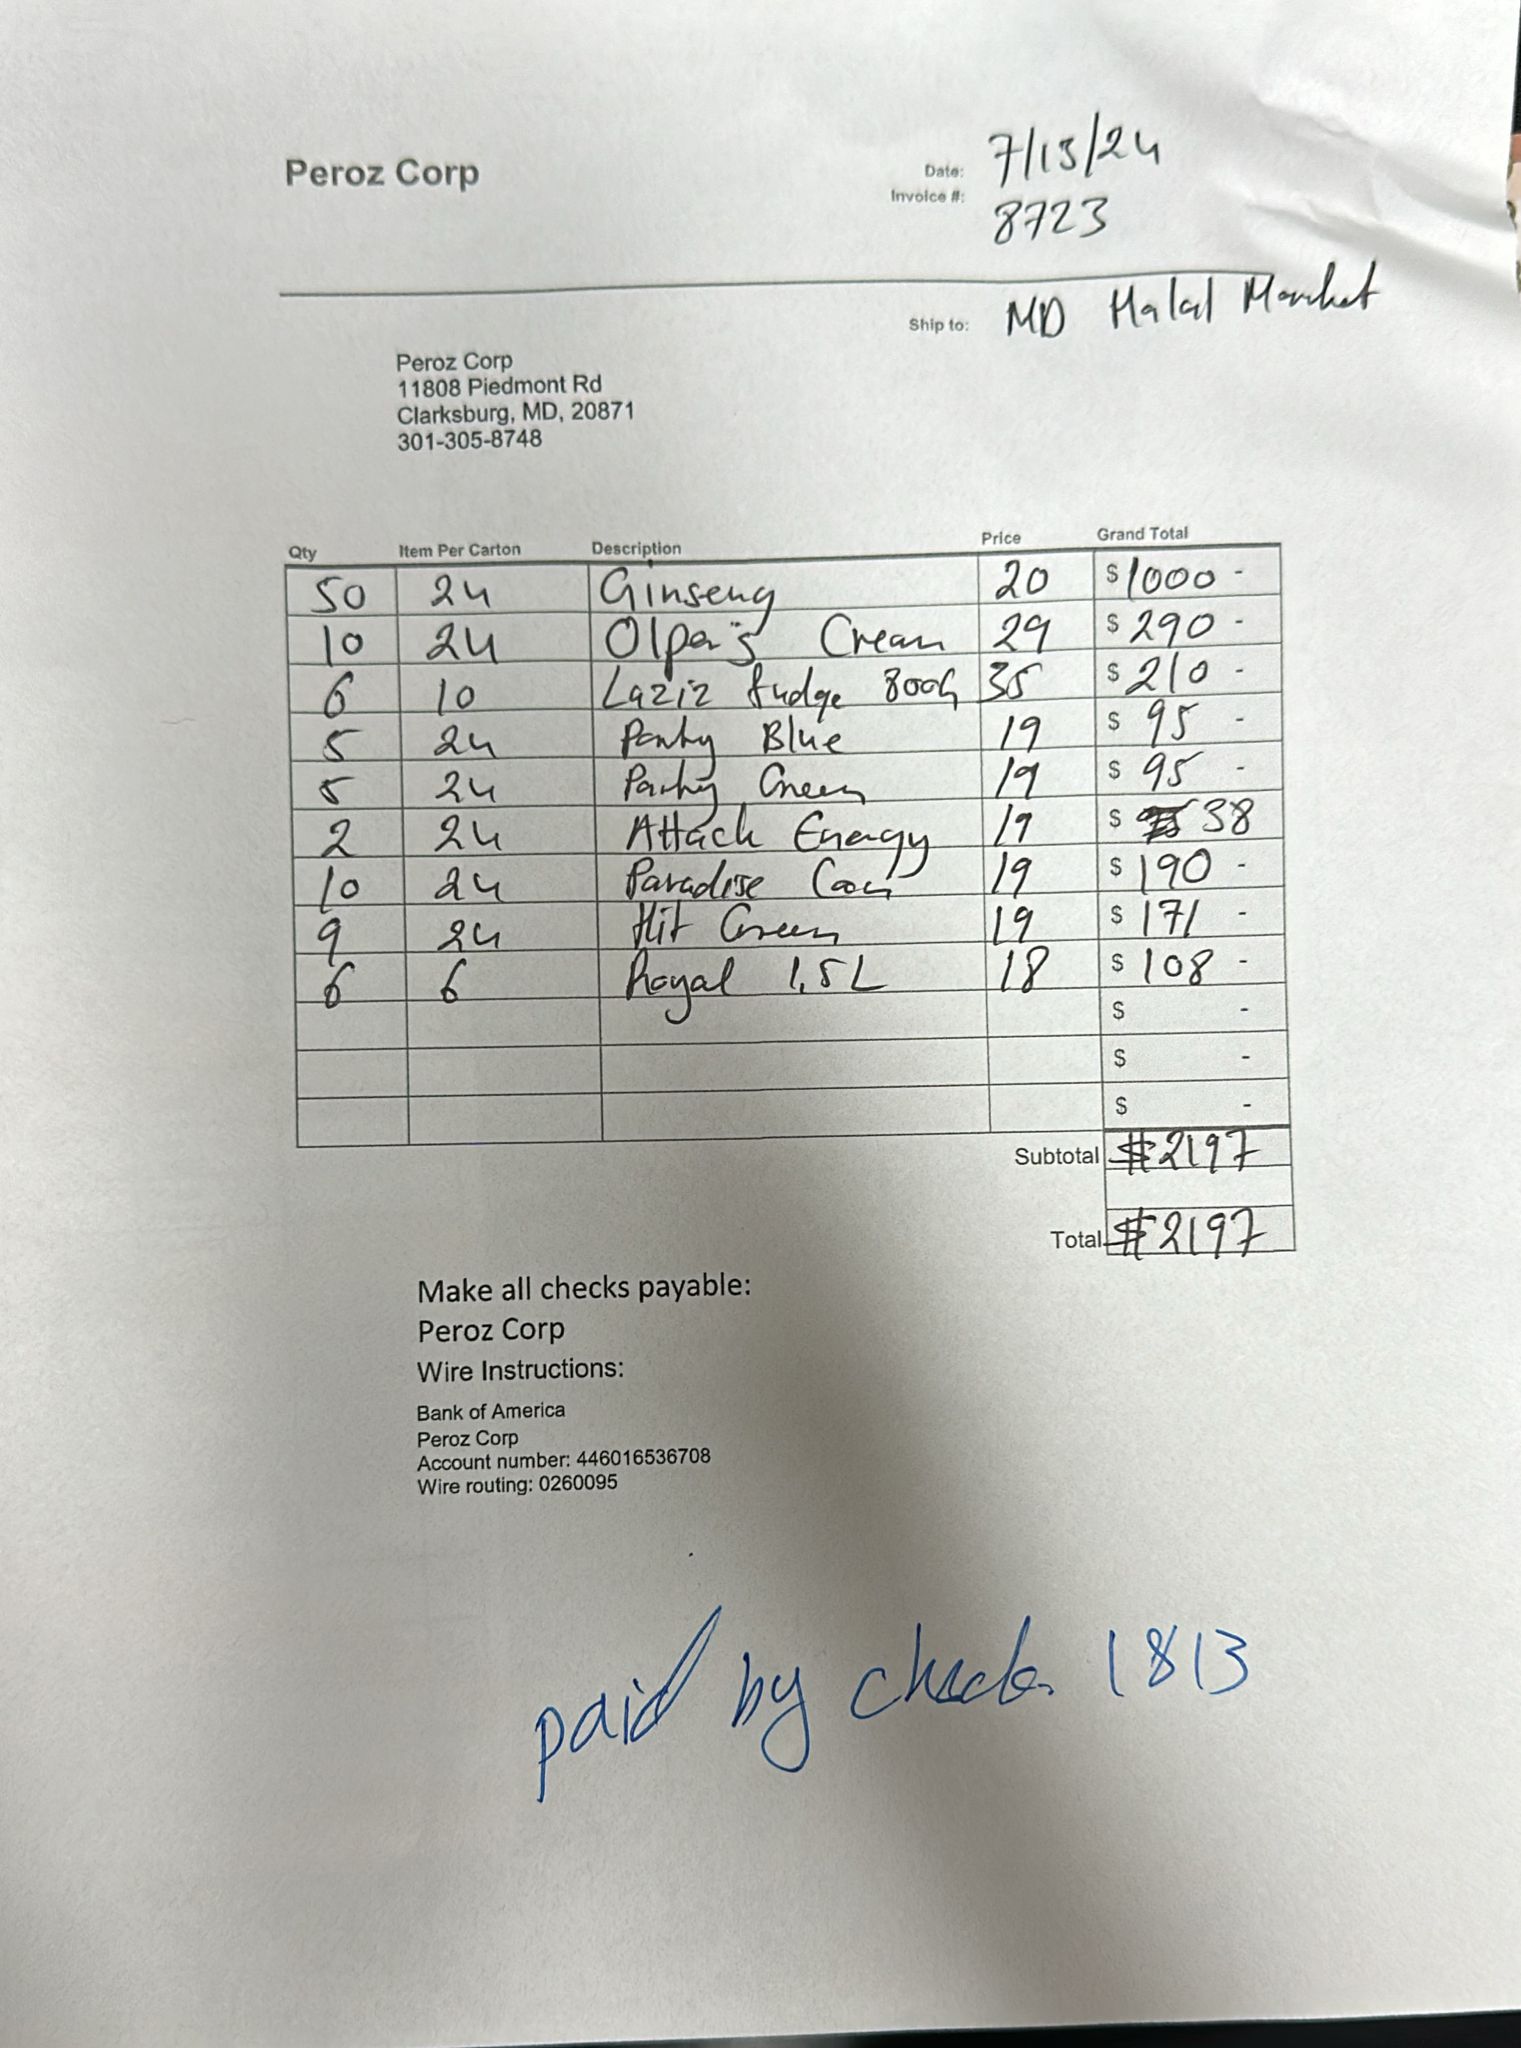 Peroz Corp
Date: 7/15/24
Invoice #: 8723
Ship to: MD Halal Market
Peroz Corp
11808 Piedmont Rd
Clarksburg, MD, 20871
301-305-8748
Qty Item Per Carton Description Price Grand Total
50 24 Ginseng 20 $ 1000 -
10 24 Olper's Cream 29 $ 290 -
6 10 Laziz fudge 800G 35 $ 210 -
5 24 Party Blue 19 $ 95 -
5 24 Party Green 19 $ 95 -
2 24 Attack Energy 19 $ 38
10 24 Paradise 19 $ 190 -
9 24 Hit Green 19 $ 171 -
6 6 Royal 1.5L 18 $ 108 -
$ -
$ -
$ -
Subtotal $2197
Total $2197
Make all checks payable:
Peroz Corp
Wire Instructions:
Bank of America
Peroz Corp
Account number: 446016536708
Wire routing: 0260095
paid by check. 1813